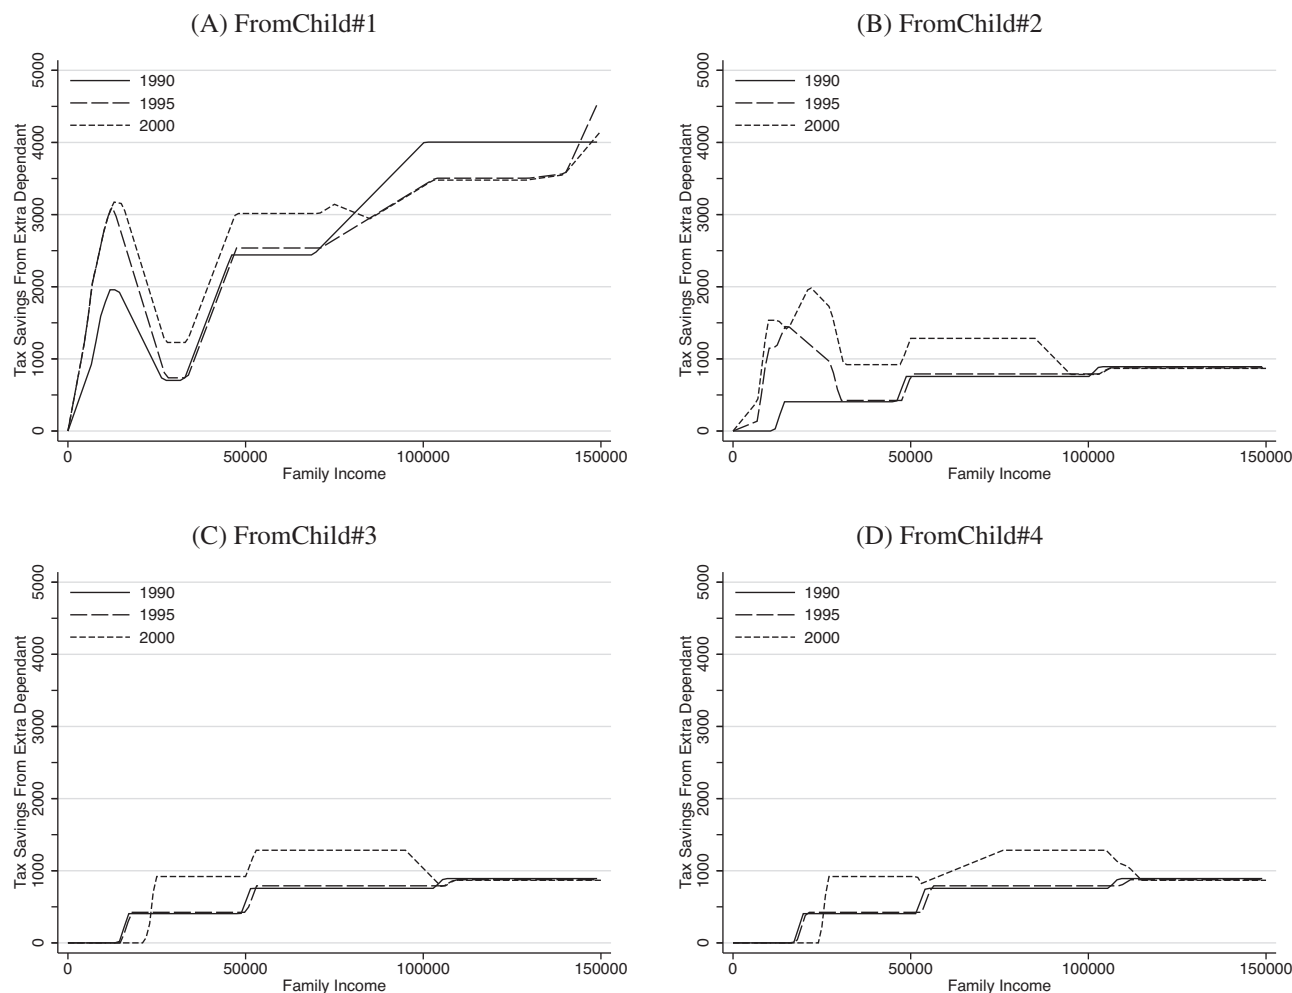 (A) FromChild#1
Tax Savings From Extra Dependant
5000
4000
3000
2000
1000
0
1990
1995
2000
0 50000 100000 150000
Family Income
(B) FromChild#2
Tax Savings From Extra Dependant
5000
4000
3000
2000
1000
0
1990
1995
2000
0 50000 100000 150000
Family Income
(C) FromChild#3
Tax Savings From Extra Dependant
5000
4000
3000
2000
1000
0
1990
1995
2000
0 50000 100000 150000
Family Income
(D) FromChild#4
Tax Savings From Extra Dependant
5000
4000
3000
2000
1000
0
1990
1995
2000
0 50000 100000 150000
Family Income